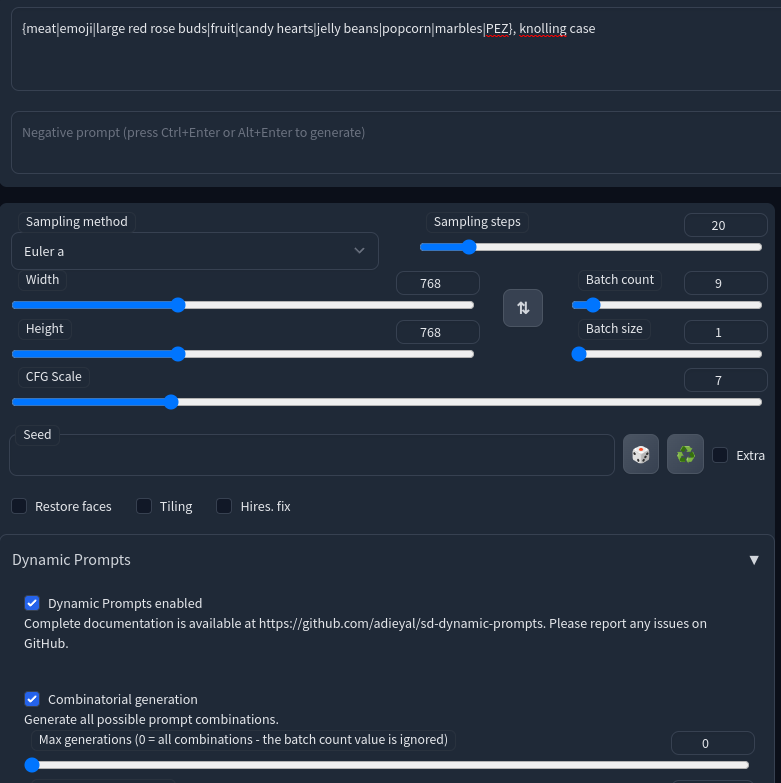 {meat|emoji|large red rose buds|fruit|candy hearts|jelly beans|popcorn|marbles|PEZ}, knolling case
Negative prompt (press Ctrl+Enter or Alt+Enter to generate)
Sampling method
Sampling steps
20
Euler a
Width
768
Batch count
9
Height
768
Batch size
1
CFG Scale
7
Seed
Extra
Restore faces
Tiling
Hires. fix
Dynamic Prompts
Dynamic Prompts enabled
Complete documentation is available at https://github.com/adieyal/sd-dynamic-prompts. Please report any issues on
GitHub.
Combinatorial generation
Generate all possible prompt combinations.
Max generations (0 = all combinations - the batch count value is ignored)
0